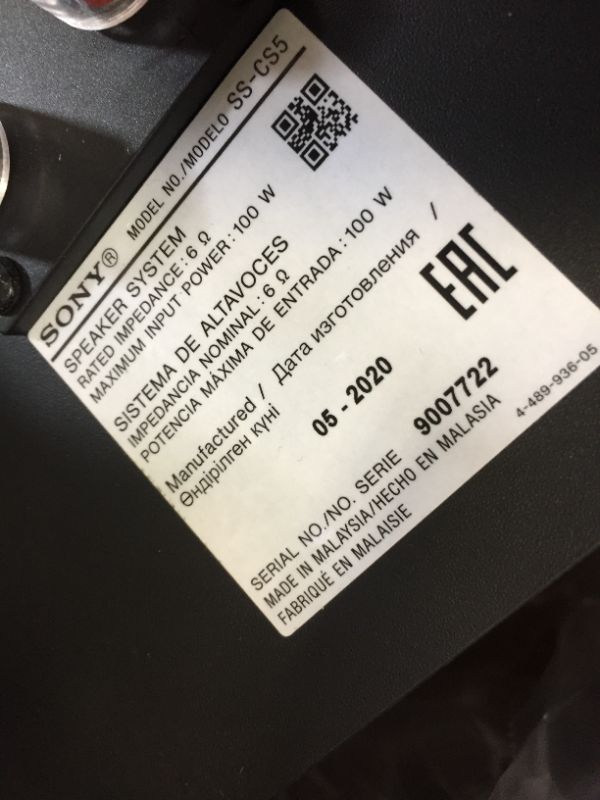 SONY® MODEL NO./MODELO SS-CS5
SPEAKER SYSTEM
RATED IMPEDANCE: 6 Ω
MAXIMUM INPUT POWER: 100 W
SISTEMA DE ALTAVOCES
IMPEDANCIA NOMINAL: 6 Ω
POTENCIA MÁXIMA DE ENTRADA: 100 W
Manufactured / Дата изготовления /
Өндірілген күні
05 - 2020
EAC
SERIAL NO./NO. SERIE 9007722
MADE IN MALAYSIA/HECHO EN MALASIA
FABRIQUÉ EN MALAISIE
4-489-936-05